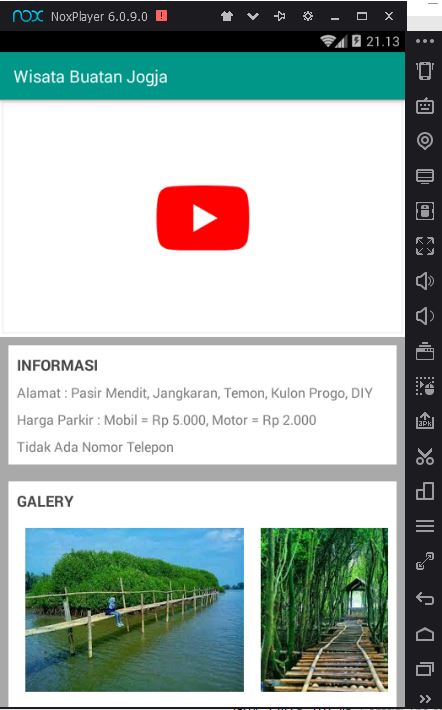 nox NoxPlayer 6.0.9.0
21.13
Wisata Buatan Jogja
INFORMASI
Alamat : Pasir Mendit, Jangkaran, Temon, Kulon Progo, DIY
Harga Parkir : Mobil = Rp 5.000, Motor = Rp 2.000
Tidak Ada Nomor Telepon
GALERY